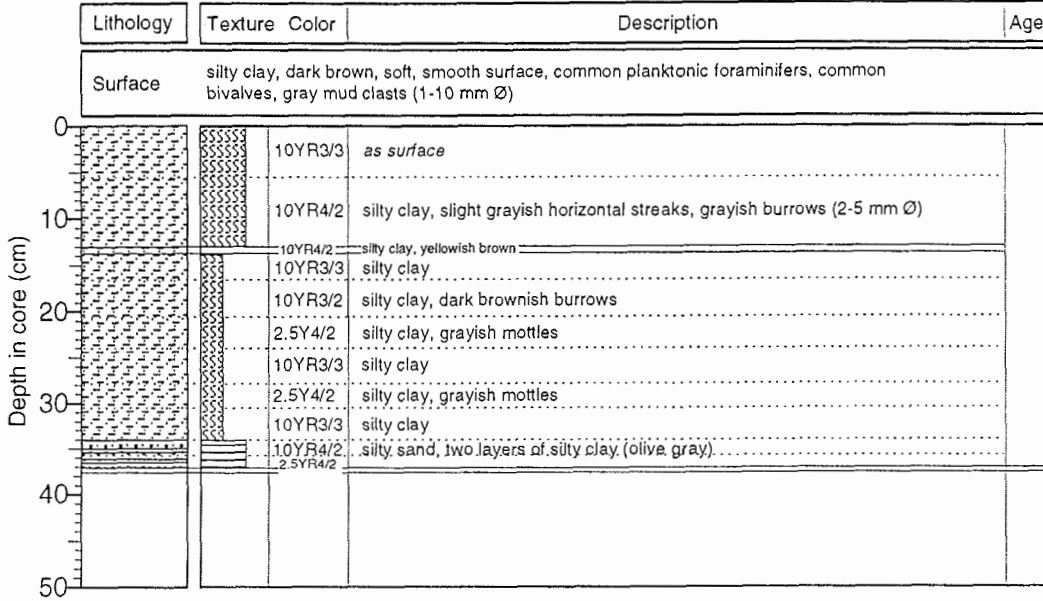 Lithology Texture Color Description Age
Surface silty clay, dark brown, soft, smooth surface, common planktonic foraminifers, common
bivalves, gray mud clasts (1-10 mm Ø)
Depth in core (cm)
0
10YR3/3 as surface
10 10YR4/2 silty clay, slight grayish horizontal streaks, grayish burrows (2-5 mm Ø)
10YR4/2 silty clay, yellowish brown
10YR3/3 silty clay
20 10YR3/2 silty clay, dark brownish burrows
2.5Y4/2 silty clay, grayish mottles
10YR3/3 silty clay
30 2.5Y4/2 silty clay, grayish mottles
10YR3/3 silty clay
10YR4/2 silty sand, two layers of silty clay (olive gray)
2.5YR4/2
40
50